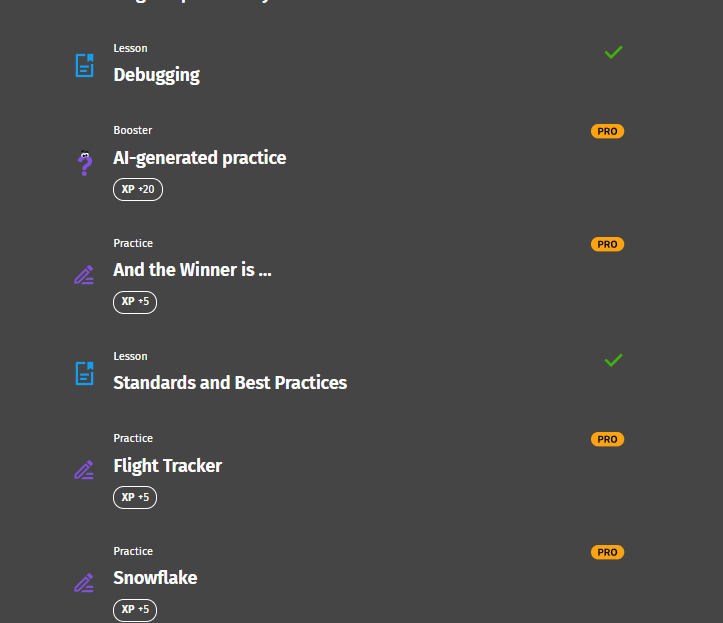 Lesson
Debugging
Booster
PRO
AI-generated practice
XP +20
Practice
PRO
And the Winner is ...
XP +5
Lesson
Standards and Best Practices
Practice
PRO
Flight Tracker
XP +5
Practice
PRO
Snowflake
XP +5